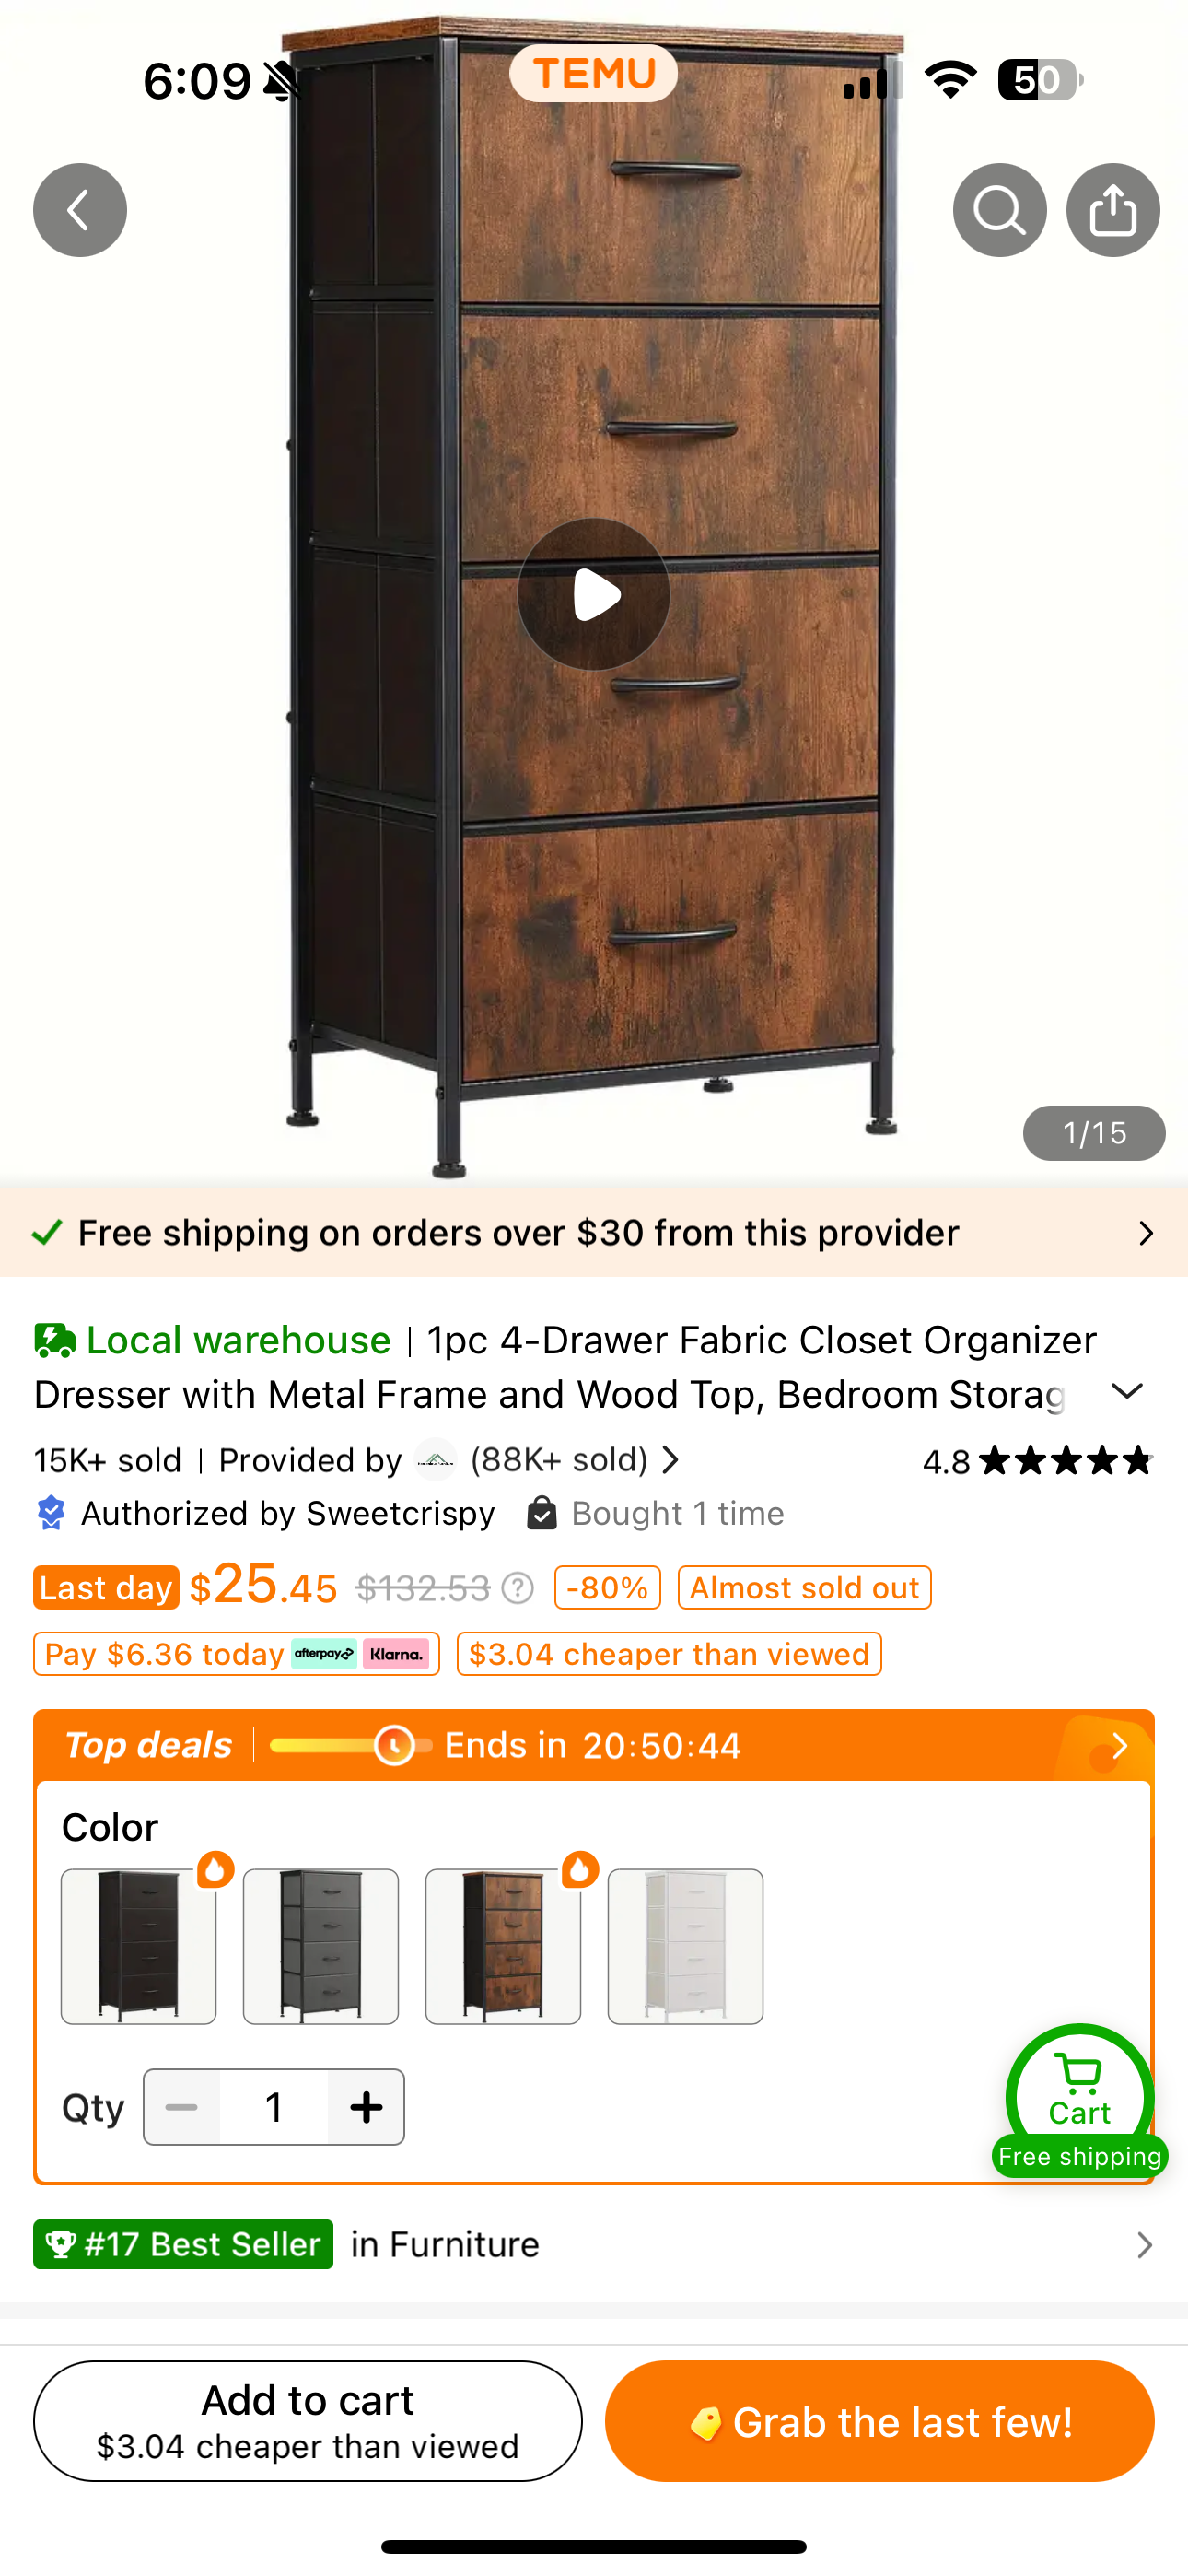 6:09
TEMU
50
1/15
Free shipping on orders over $30 from this provider
Local warehouse | 1pc 4-Drawer Fabric Closet Organizer
Dresser with Metal Frame and Wood Top, Bedroom Storag
15K+ sold | Provided by (88K+ sold)
4.8
Authorized by Sweetcrispy Bought 1 time
Last day $25.45 $132.53 ? -80% Almost sold out
Pay $6.36 today afterpay Klarna. $3.04 cheaper than viewed
Top deals | Ends in 20:50:44
Color
Qty 1
Cart
Free shipping
#17 Best Seller in Furniture
Add to cart
$3.04 cheaper than viewed
Grab the last few!